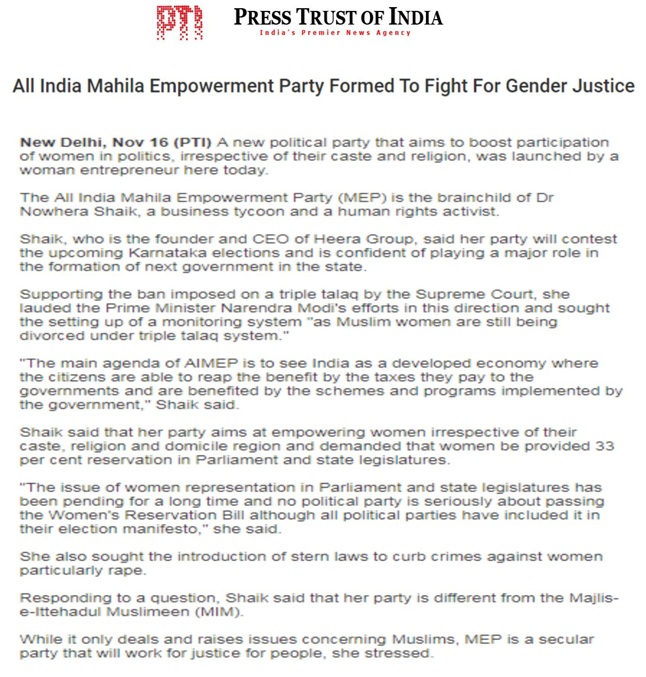 PTI PRESS TRUST OF INDIA
India's Premier News Agency
All India Mahila Empowerment Party Formed To Fight For Gender Justice
New Delhi, Nov 16 (PTI) A new political party that aims to boost participation
of women in politics, irrespective of their caste and religion, was launched by a
woman entrepreneur here today.
The All India Mahila Empowerment Party (MEP) is the brainchild of Dr
Nowhera Shaik, a business tycoon and a human rights activist.
Shaik, who is the founder and CEO of Heera Group, said her party will contest
the upcoming Karnataka elections and is confident of playing a major role in
the formation of next government in the state.
Supporting the ban imposed on a triple talaq by the Supreme Court, she
lauded the Prime Minister Narendra Modi's efforts in this direction and sought
the setting up of a monitoring system "as Muslim women are still being
divorced under triple talaq system."
"The main agenda of AIMEP is to see India as a developed economy where
the citizens are able to reap the benefit by the taxes they pay to the
governments and are benefited by the schemes and programs implemented by
the government," Shaik said.
Shaik said that her party aims at empowering women irrespective of their
caste, religion and domicile region and demanded that women be provided 33
per cent reservation in Parliament and state legislatures.
"The issue of women representation in Parliament and state legislatures has
been pending for a long time and no political party is seriously about passing
the Women's Reservation Bill although all political parties have included it in
their election manifesto," she said.
She also sought the introduction of stern laws to curb crimes against women
particularly rape.
Responding to a question, Shaik said that her party is different from the Majlis-
e-Ittehadul Muslimeen (MIM).
While it only deals and raises issues concerning Muslims, MEP is a secular
party that will work for justice for people, she stressed.